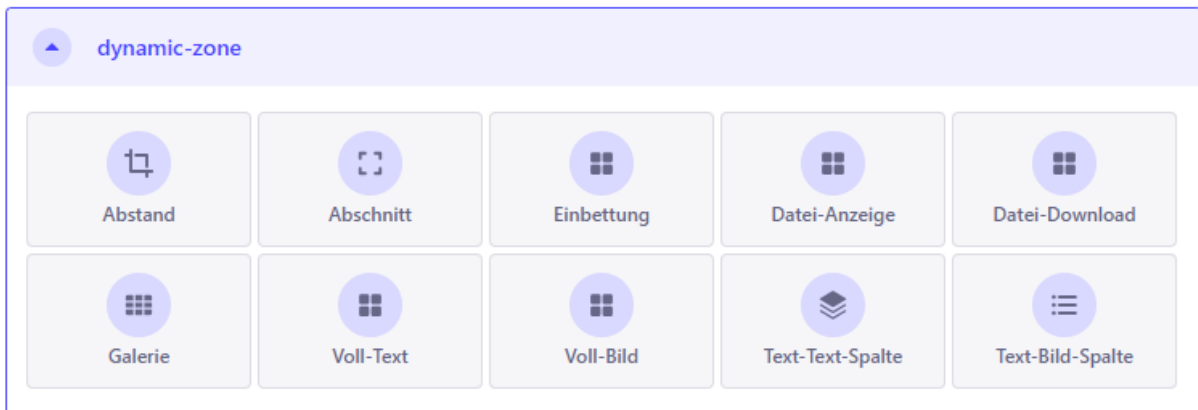 dynamic-zone
Abstand
Abschnitt
Einbettung
Datei-Anzeige
Datei-Download
Galerie
Voll-Text
Voll-Bild
Text-Text-Spalte
Text-Bild-Spalte